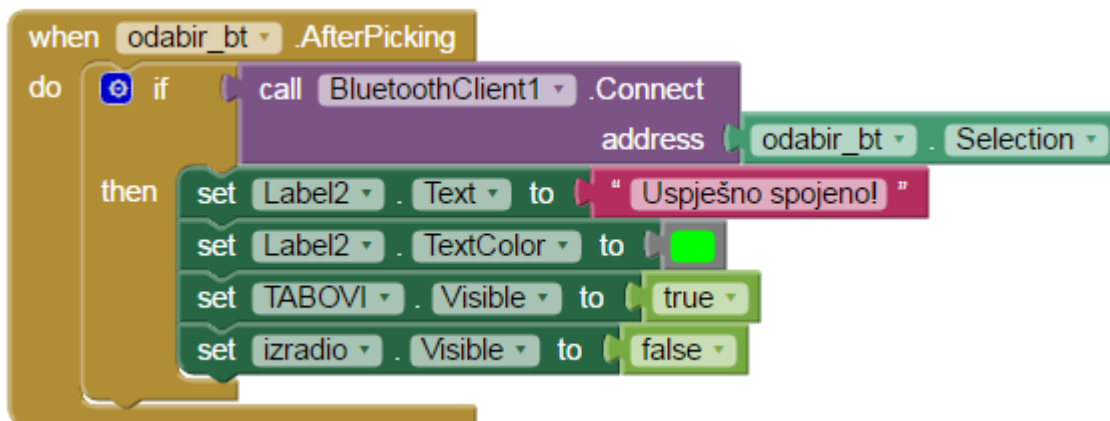 when odabir_bt .AfterPicking
do if call BluetoothClient1 .Connect
address odabir_bt . Selection
then set Label2 . Text to “ Uspješno spojeno! ”
set Label2 . TextColor to
set TABOVI . Visible to true
set izradio . Visible to false